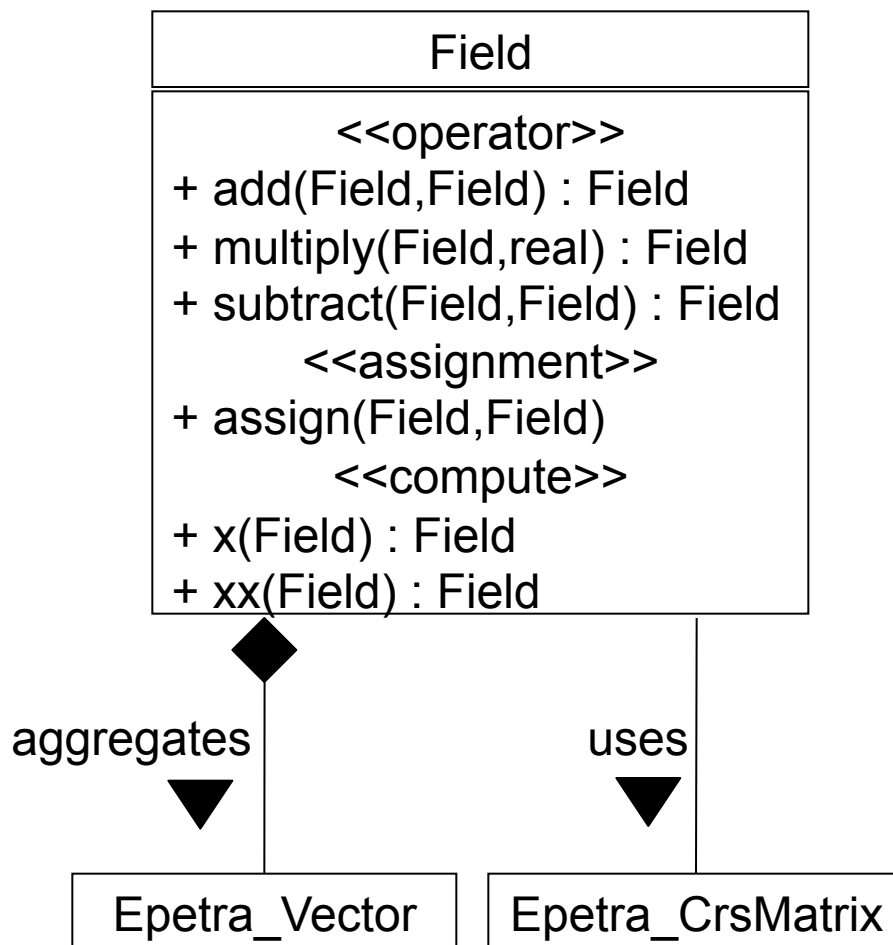 Field
<<operator>>
+ add(Field,Field) : Field
+ multiply(Field,real) : Field
+ subtract(Field,Field) : Field
<<assignment>>
+ assign(Field,Field)
<<compute>>
+ x(Field) : Field
+ xx(Field) : Field
aggregates
uses
Epetra_Vector
Epetra_CrsMatrix